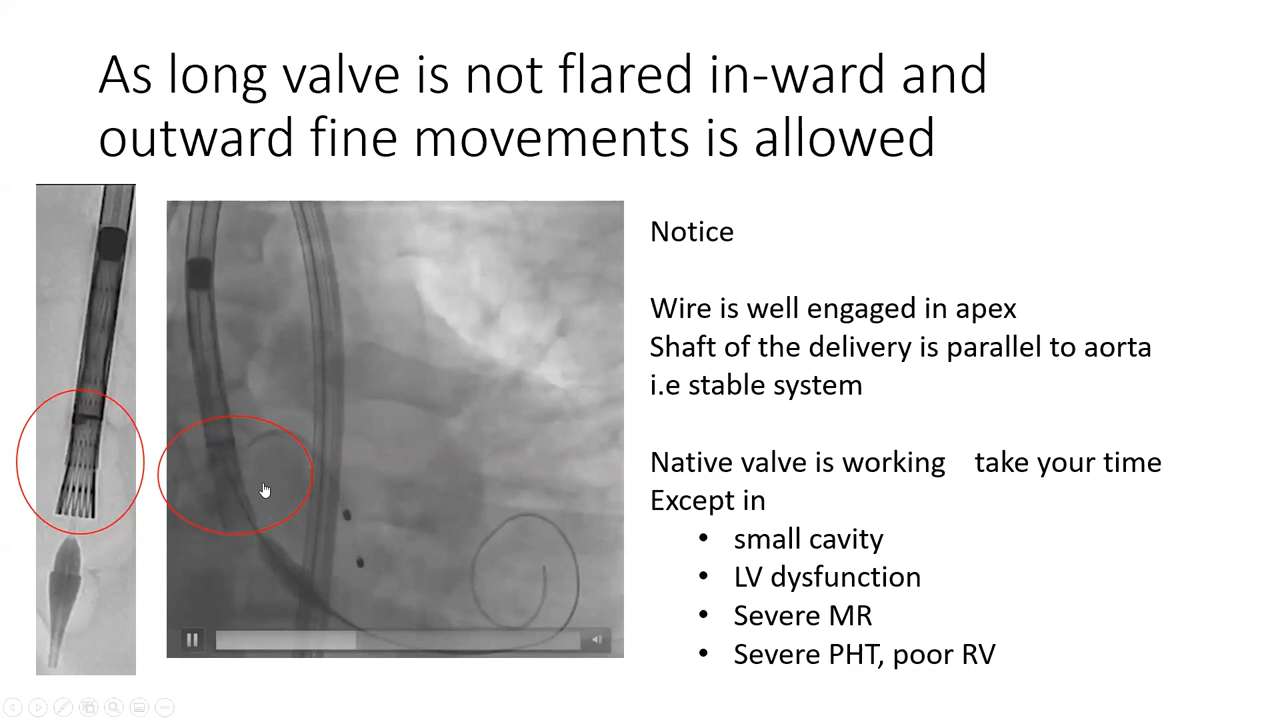 As long valve is not flared in-ward and
outward fine movements is allowed
Notice
Wire is well engaged in apex
Shaft of the delivery is parallel to aorta
i.e stable system
Native valve is working take your time
Except in
• small cavity
• LV dysfunction
• Severe MR
• Severe PHT, poor RV